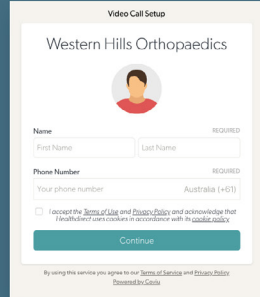 Video Call Setup
Western Hills Orthopaedics
Name REQUIRED
First Name Last Name
Phone Number REQUIRED
Your phone number Australia (+61)
I accept the Terms of Use and Privacy Policy and acknowledge that
Healthdirect uses cookies in accordance with its cookie policy
Continue
By using this service you agree to our Terms of Service and Privacy Policy
Powered by Coviu